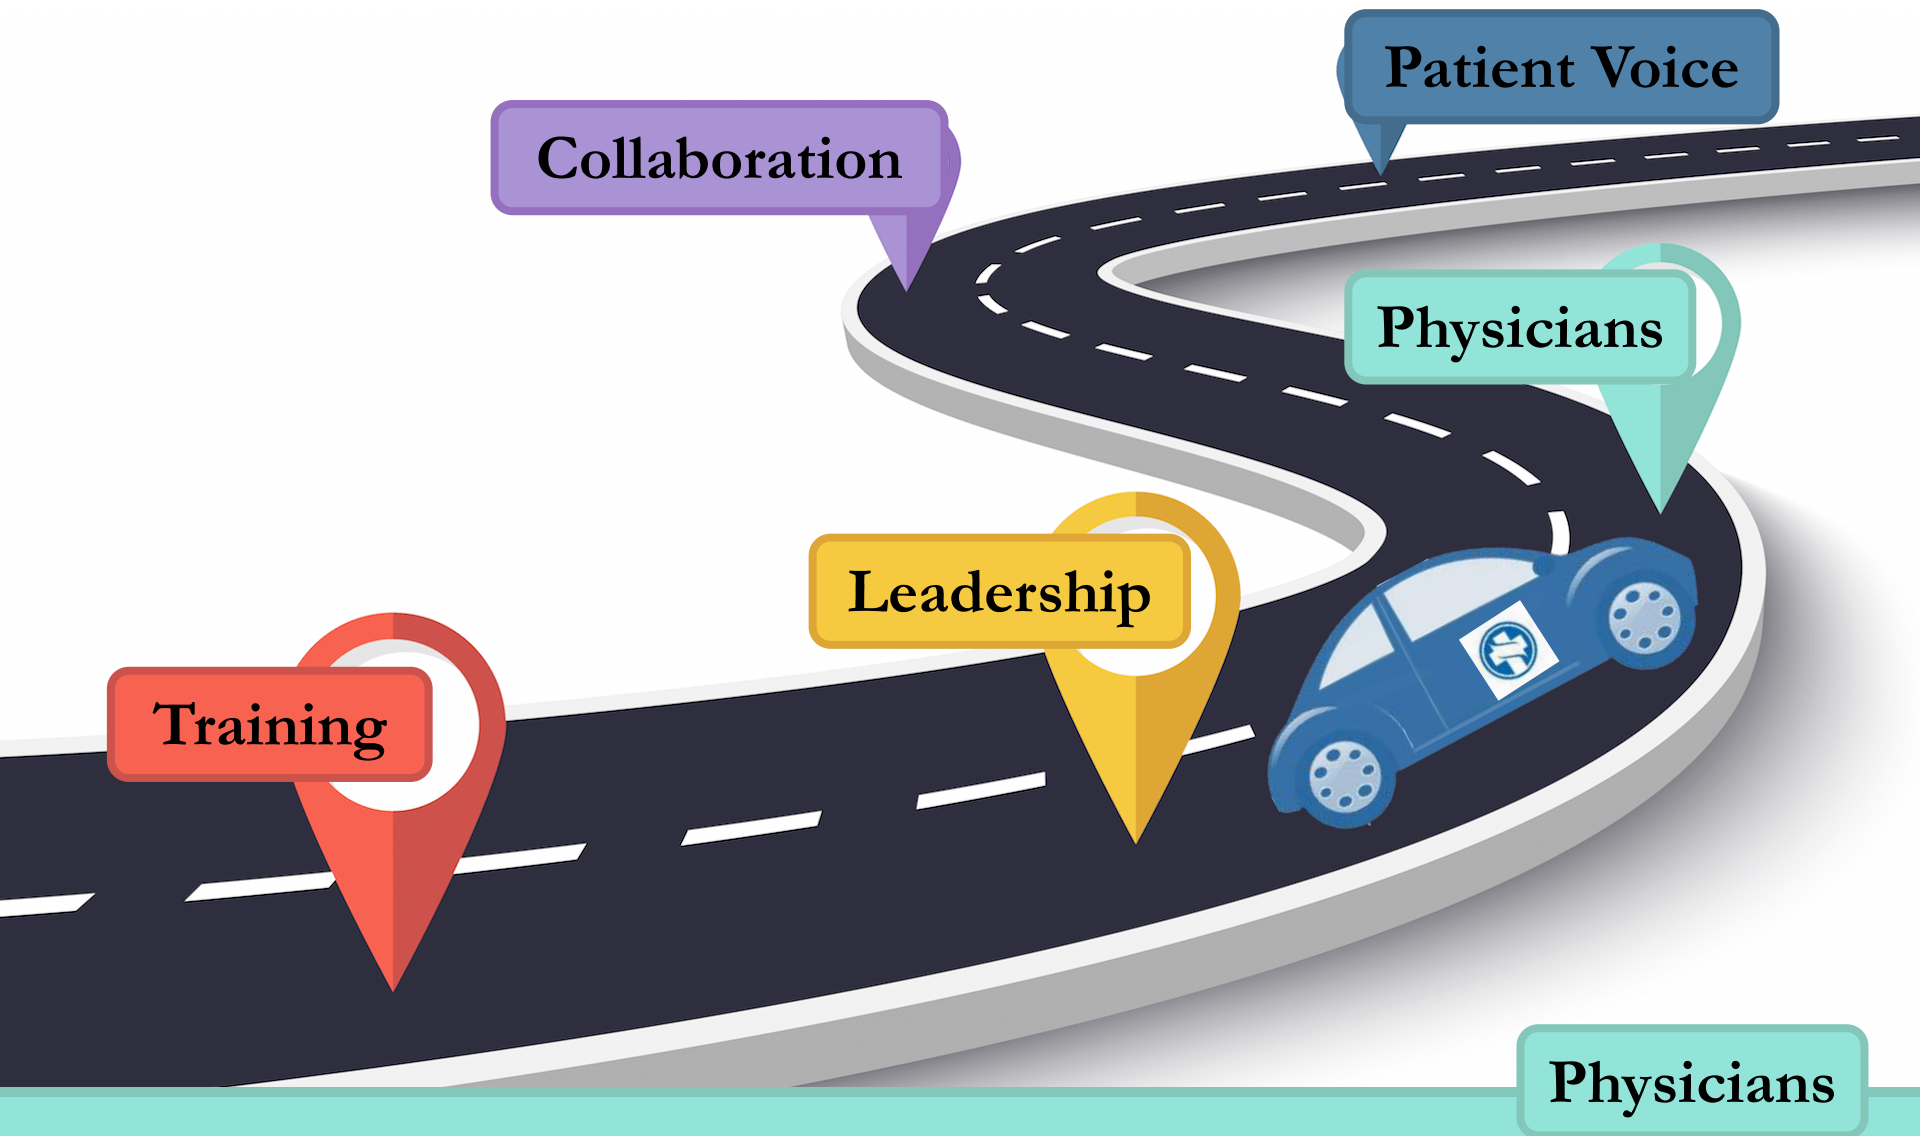 Patient Voice
Collaboration
Physicians
Leadership
Training
Physicians